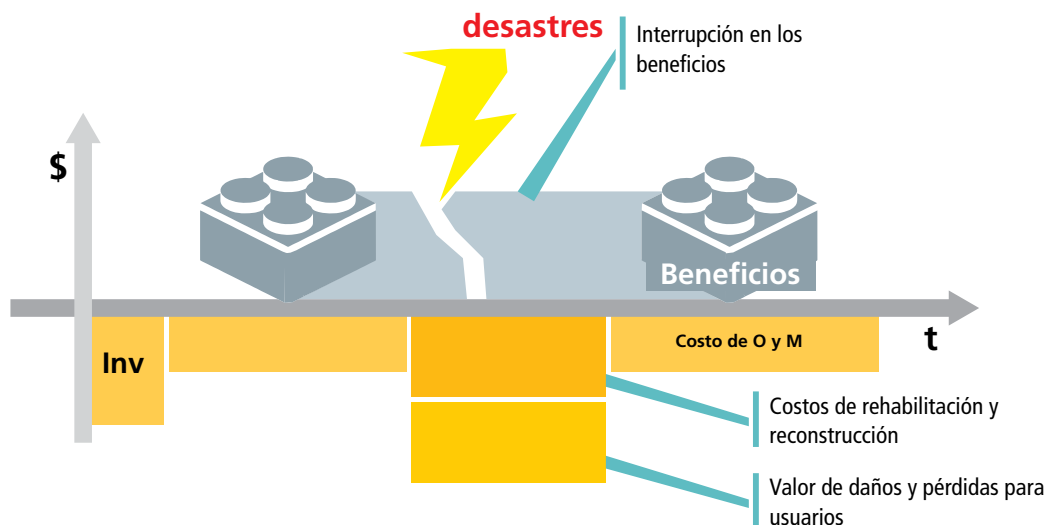 desastres
Interrupción en los
beneficios
$
Beneficios
t
Inv
Costo de O y M
Costos de rehabilitación y
reconstrucción
Valor de daños y pérdidas para
usuarios